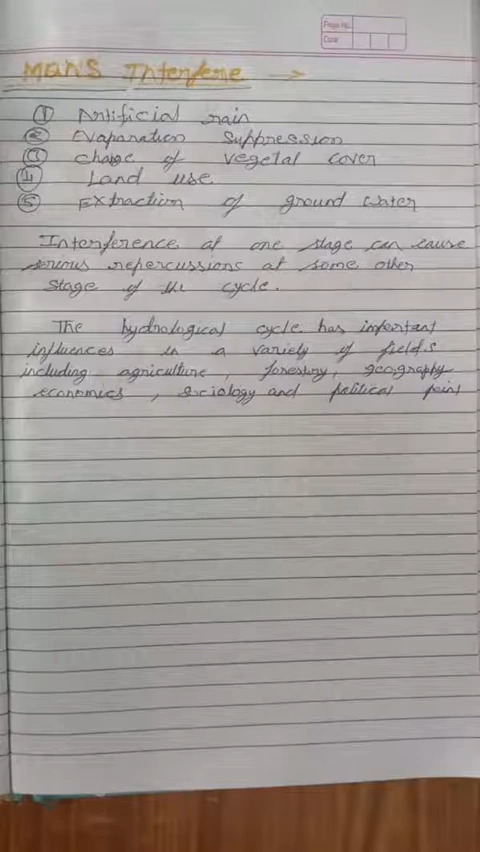 Page No.
Date:
Man's Interfere →
① Artificial rain
② Evaparation Suppression
③ Change of vegetal cover
④ Land use
⑤ Extraction of ground water
Interference at one stage can cause
serious repercussions at some other
stage of the cycle.
The hydrological cycle has important
influences in a variety of fields
including agriculture, forestry, geography
economics, sociology and political point